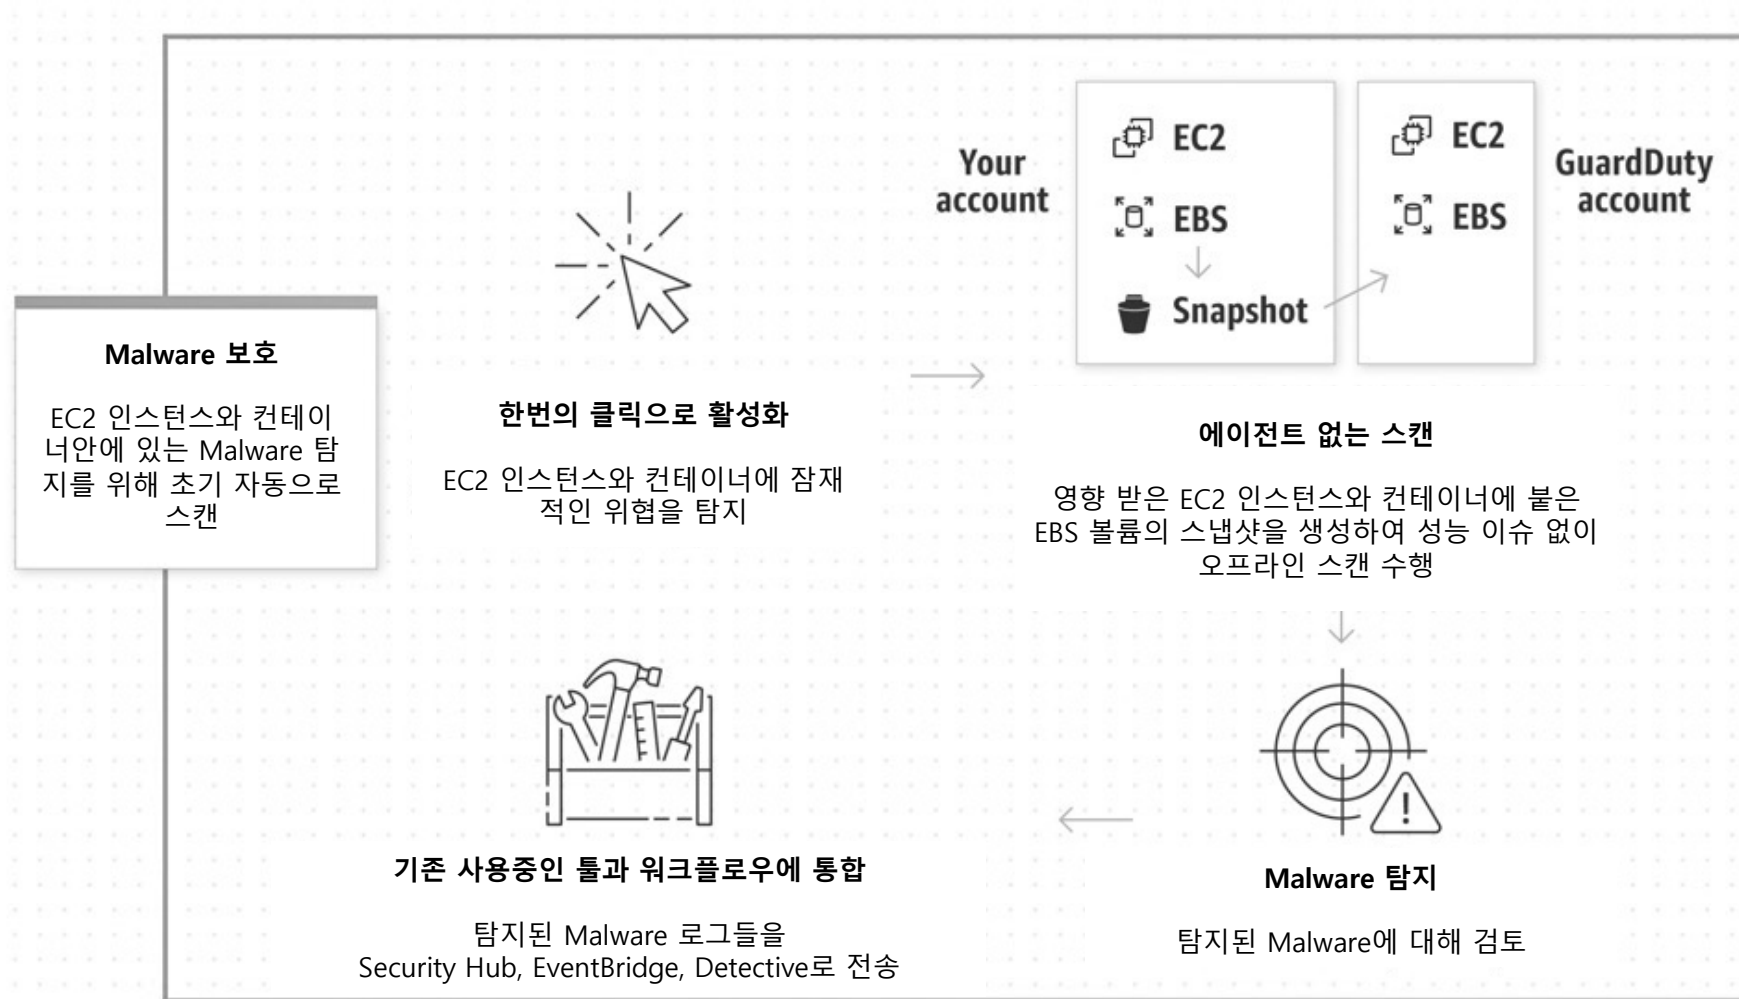 Malware 보호
EC2 인스턴스와 컨테이
너안에 있는 Malware 탐
지를 위해 초기 자동으로
스캔
한번의 클릭으로 활성화
EC2 인스턴스와 컨테이너에 잠재
적인 위협을 탐지
Your
account
EC2
EBS
Snapshot
EC2
EBS
GuardDuty
account
에이전트 없는 스캔
영향 받은 EC2 인스턴스와 컨테이너에 붙은
EBS 볼륨의 스냅샷을 생성하여 성능 이슈 없이
오프라인 스캔 수행
Malware 탐지
탐지된 Malware에 대해 검토
기존 사용중인 툴과 워크플로우에 통합
탐지된 Malware 로그들을
Security Hub, EventBridge, Detective로 전송